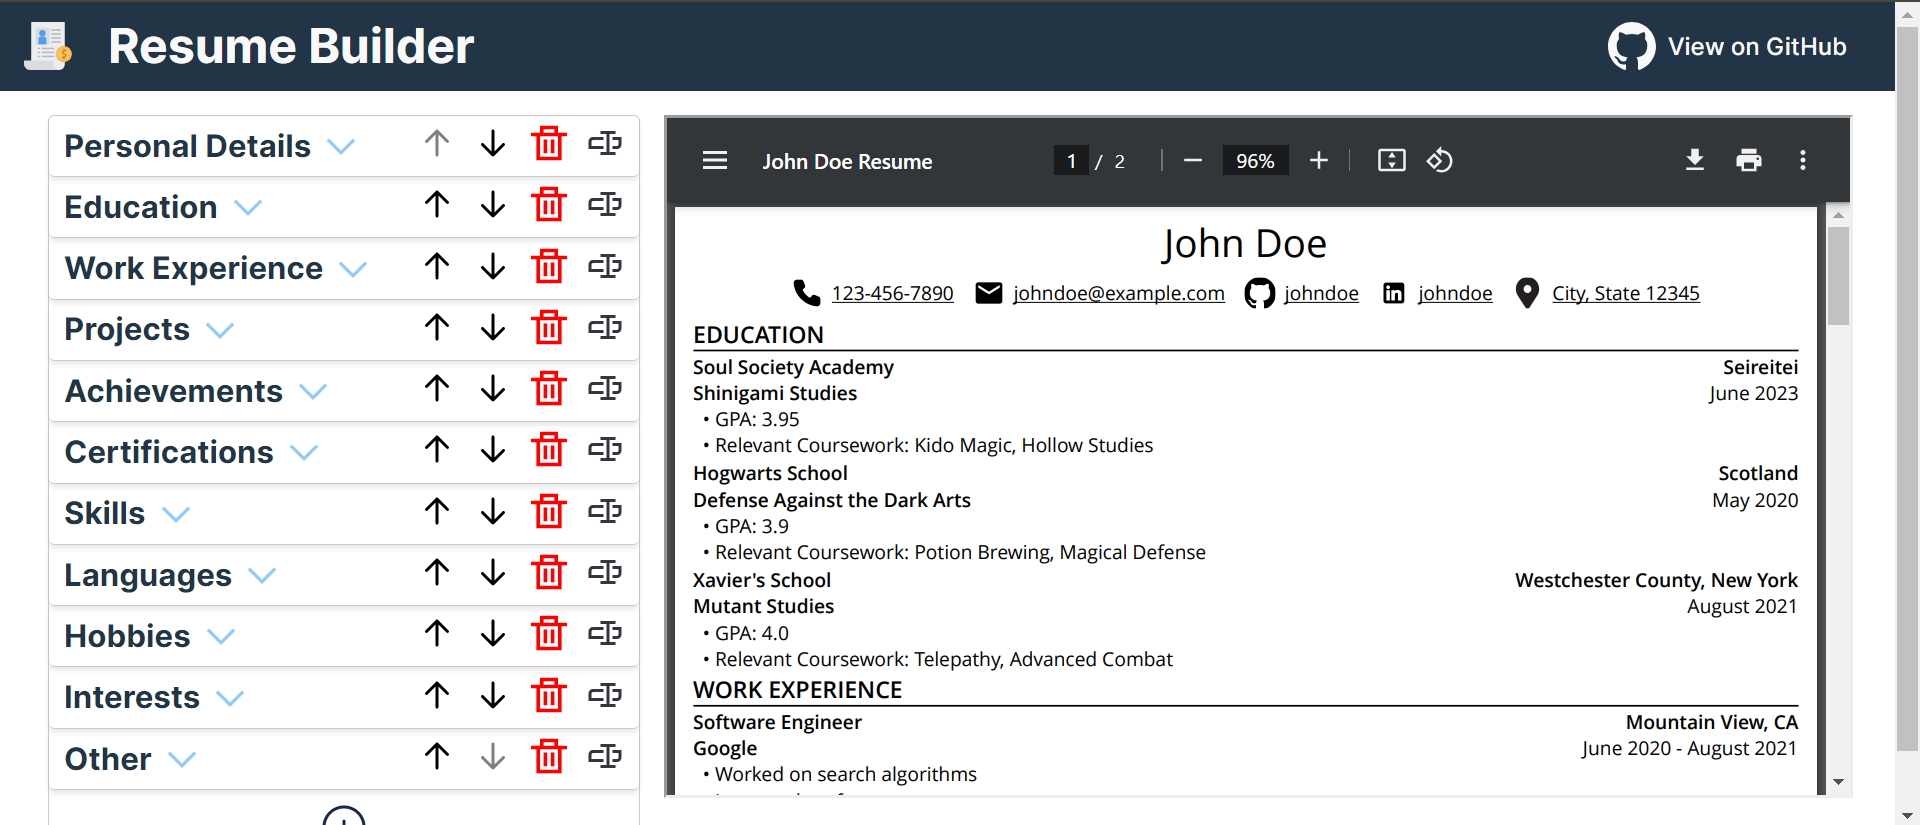 Resume Builder
View on GitHub
Personal Details
Education
Work Experience
Projects
Achievements
Certifications
Skills
Languages
Hobbies
Interests
Other
John Doe Resume
1 / 2
96%
John Doe
123-456-7890 johndoe@example.com johndoe johndoe City, State 12345
EDUCATION
Soul Society Academy Seireitei
Shinigami Studies June 2023
• GPA: 3.95
• Relevant Coursework: Kido Magic, Hollow Studies
Hogwarts School Scotland
Defense Against the Dark Arts May 2020
• GPA: 3.9
• Relevant Coursework: Potion Brewing, Magical Defense
Xavier's School Westchester County, New York
Mutant Studies August 2021
• GPA: 4.0
• Relevant Coursework: Telepathy, Advanced Combat
WORK EXPERIENCE
Software Engineer Mountain View, CA
Google June 2020 - August 2021
• Worked on search algorithms